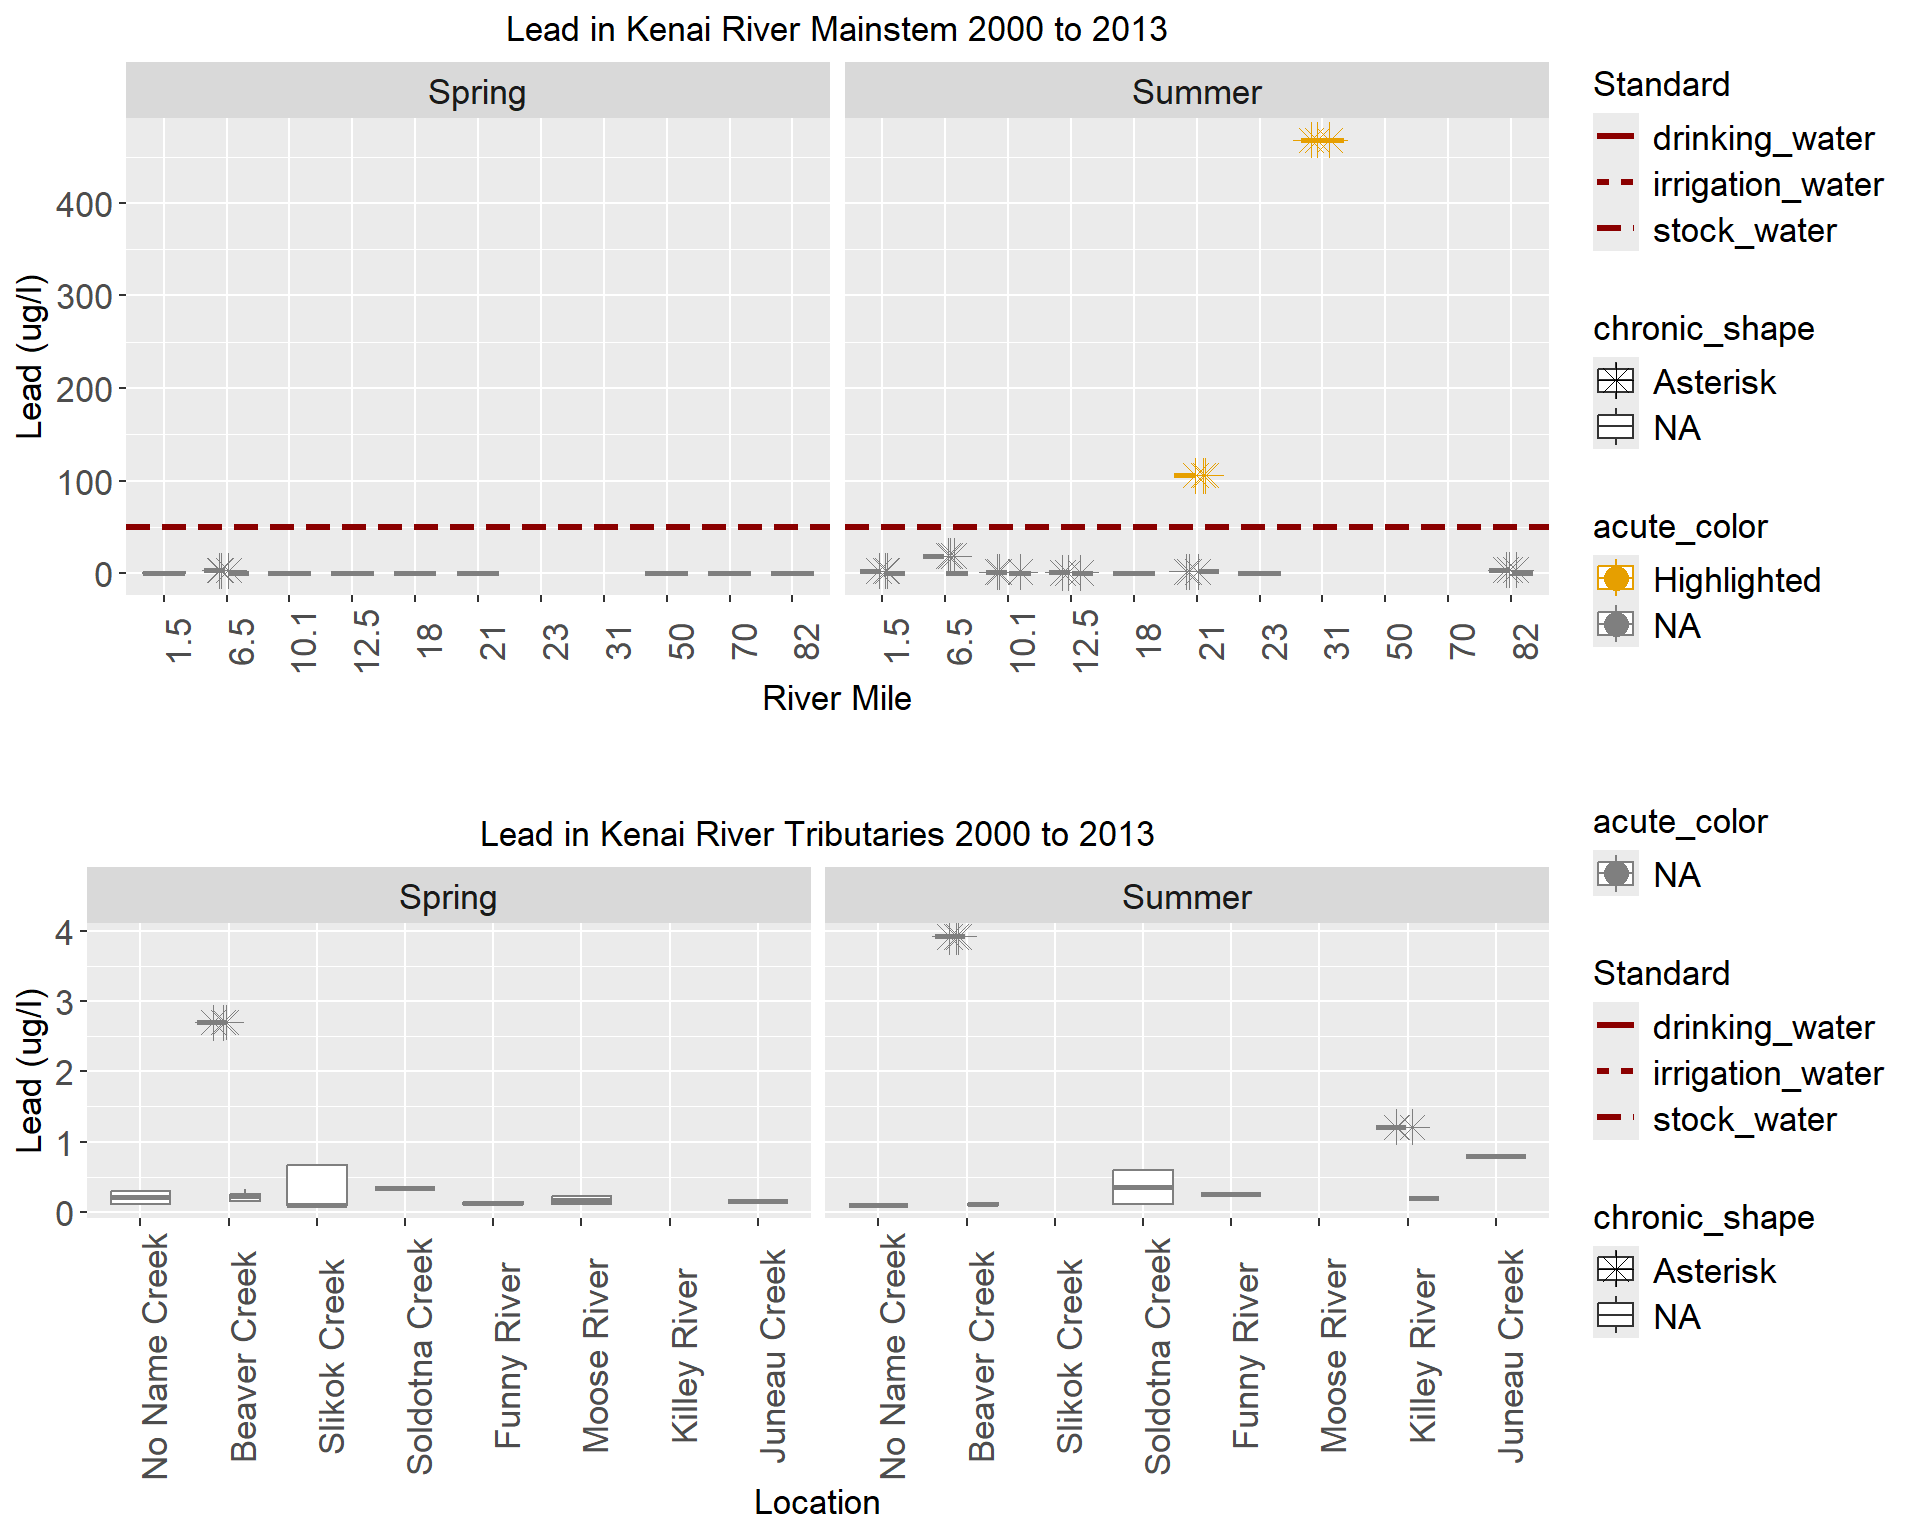 Lead in Kenai River Mainstem 2000 to 2013
Spring
Summer
Lead (ug/l)
400
300
200
100
0
1.5
6.5
10.1
12.5
18
21
23
31
50
70
82
1.5
6.5
10.1
12.5
18
21
23
31
50
70
82
River Mile
Standard
drinking_water
irrigation_water
stock_water
chronic_shape
Asterisk
NA
acute_color
Highlighted
NA
Lead in Kenai River Tributaries 2000 to 2013
Spring
Summer
Lead (ug/l)
4
3
2
1
0
No Name Creek
Beaver Creek
Slikok Creek
Soldotna Creek
Funny River
Moose River
Killey River
Juneau Creek
No Name Creek
Beaver Creek
Slikok Creek
Soldotna Creek
Funny River
Moose River
Killey River
Juneau Creek
Location
acute_color
NA
Standard
drinking_water
irrigation_water
stock_water
chronic_shape
Asterisk
NA